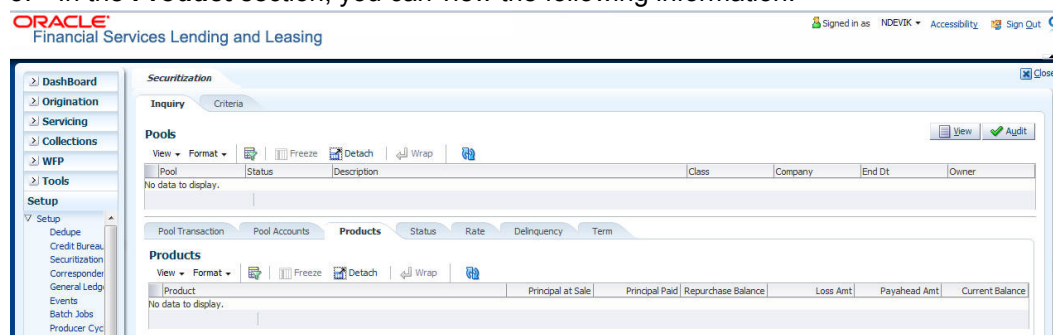 ORACLE
Financial Services Lending and Leasing
Signed in as NDEVIK Accessibility Sign Out
DashBoard
Origination
Servicing
Collections
WFP
Tools
Setup
Setup
Dedupe
Credit Bureau
Securitization
Corresponder
General Ledge
Events
Batch Jobs
Producer Cyc
Securitization
Close
Inquiry Criteria
Pools
View Audit
View Format Freeze Detach Wrap
Pool Status Description Class Company End Dt Owner
No data to display.
Pool Transaction Pool Accounts Products Status Rate Delinquency Term
Products
View Format Freeze Detach Wrap
Product Principal at Sale Principal Paid Repurchase Balance Loss Amt Payahead Amt Current Balance
No data to display.